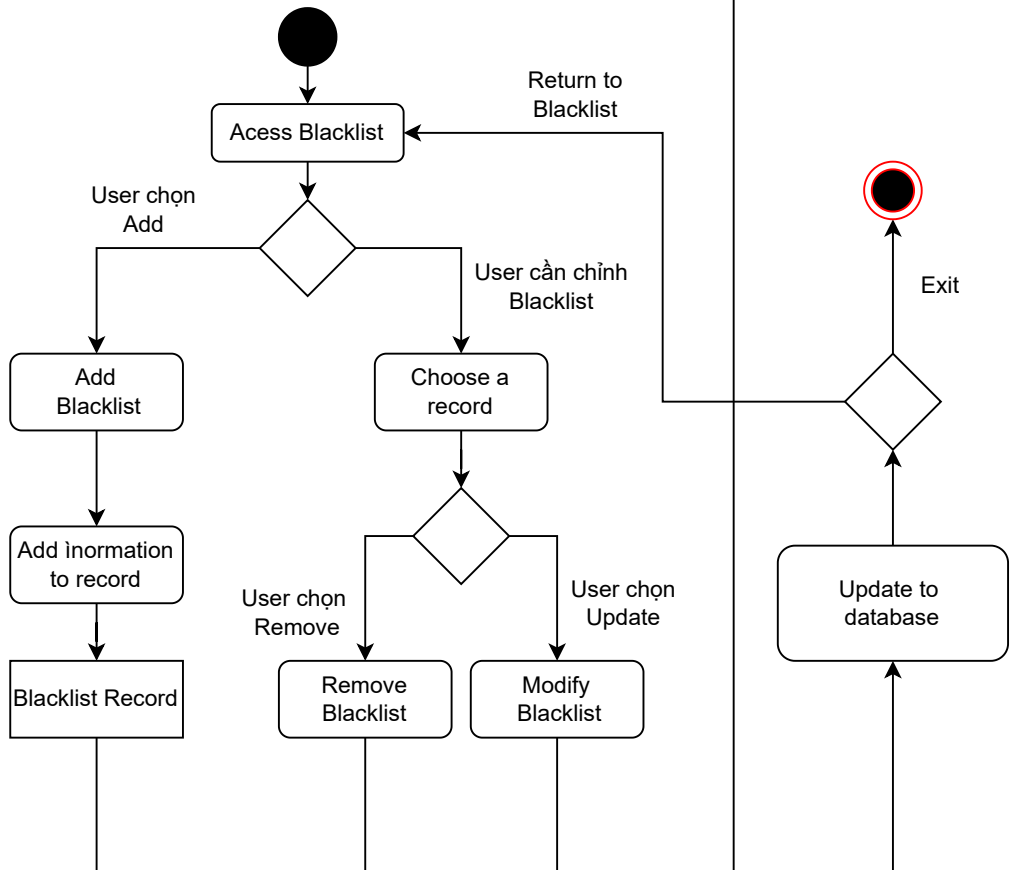 Return to
Blacklist
Acess Blacklist
User chọn
Add
User cần chỉnh
Blacklist
Exit
Add
Blacklist
Choose a
record
Add ìnormation
to record
User chọn
Remove
User chọn
Update
Update to
database
Blacklist Record
Remove
Blacklist
Modify
Blacklist